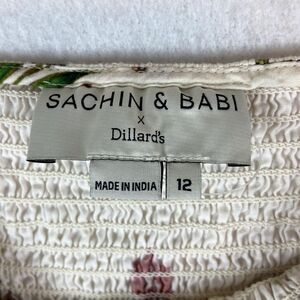 SACHIN & BABI
x
Dillard's
MADE IN INDIA 12